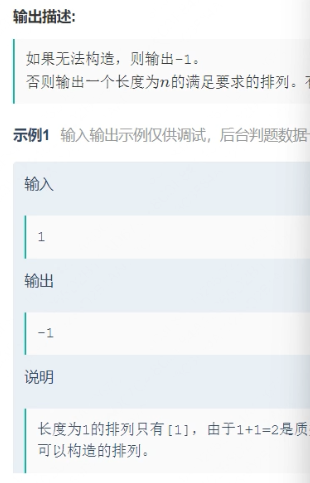 输出描述:
如果无法构造，则输出-1。
否则输出一个长度为n的满足要求的排列。
示例1 输入输出示例仅供调试，后台判题数据
输入
1
输出
-1
说明
长度为1的排列只有[1]，由于1+1=2是质
可以构造的排列。